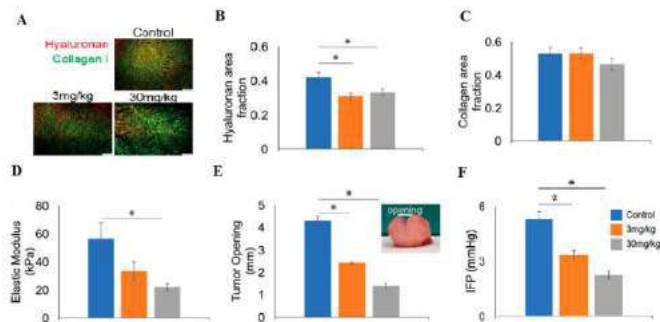 A
Control
Hyaluronan
Collagen I
3mg/kg
30mg/kg
B
Hyaluronan area
fraction
0.6
0.4
0.2
0
*
*
C
Collagen area
fraction
0.6
0.4
0.2
0
D
Elastic Modulus
(kPa)
80
60
40
20
0
*
E
Tumor Opening
(mm)
5
4
3
2
1
0
*
*
opening
F
IFP (mmHg)
6
3
0
*
*
Control
3mg/kg
30mg/kg